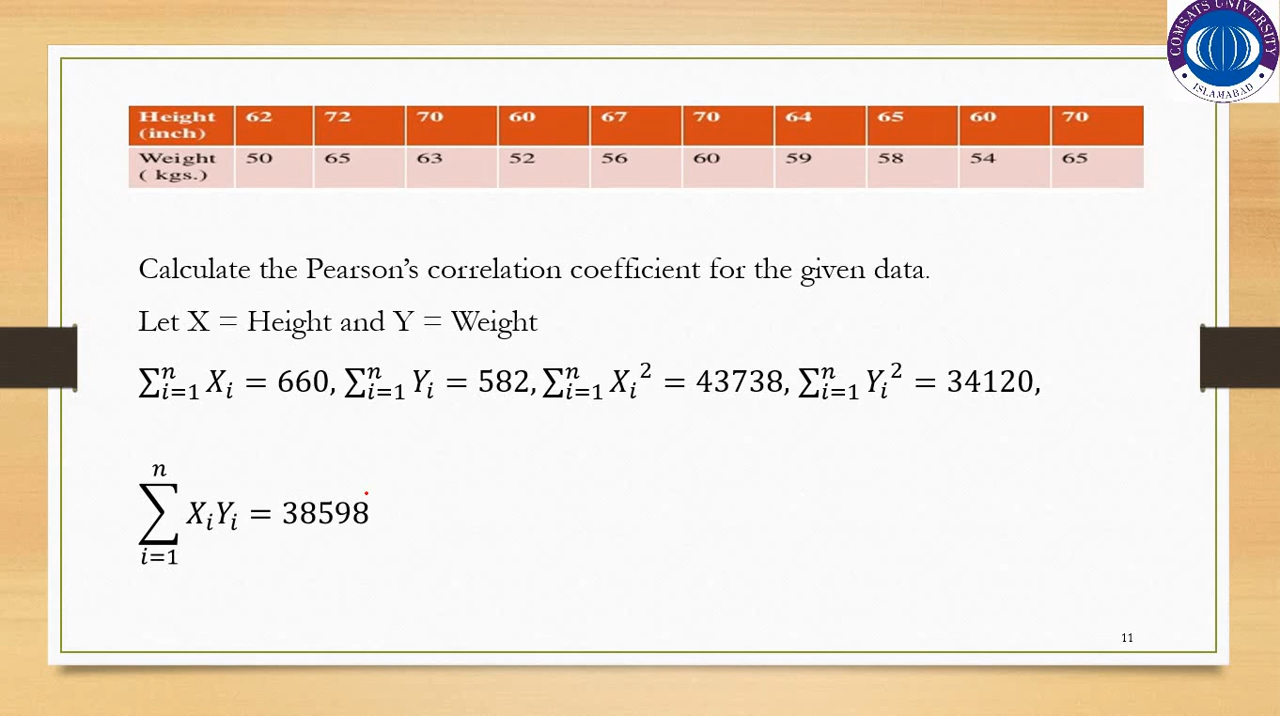 COMSATS UNIVERSITY
ISLAMABAD
Height (inch) 62 72 70 60 67 70 64 65 60 70
Weight ( kgs.) 50 65 63 52 56 60 59 58 54 65
Calculate the Pearson’s correlation coefficient for the given data.
Let X = Height and Y = Weight
∑ⁿᵢ₌₁ Xᵢ = 660, ∑ⁿᵢ₌₁ Yᵢ = 582, ∑ⁿᵢ₌₁ Xᵢ² = 43738, ∑ⁿᵢ₌₁ Yᵢ² = 34120,
∑ⁿᵢ₌₁ XᵢYᵢ = 38598
11